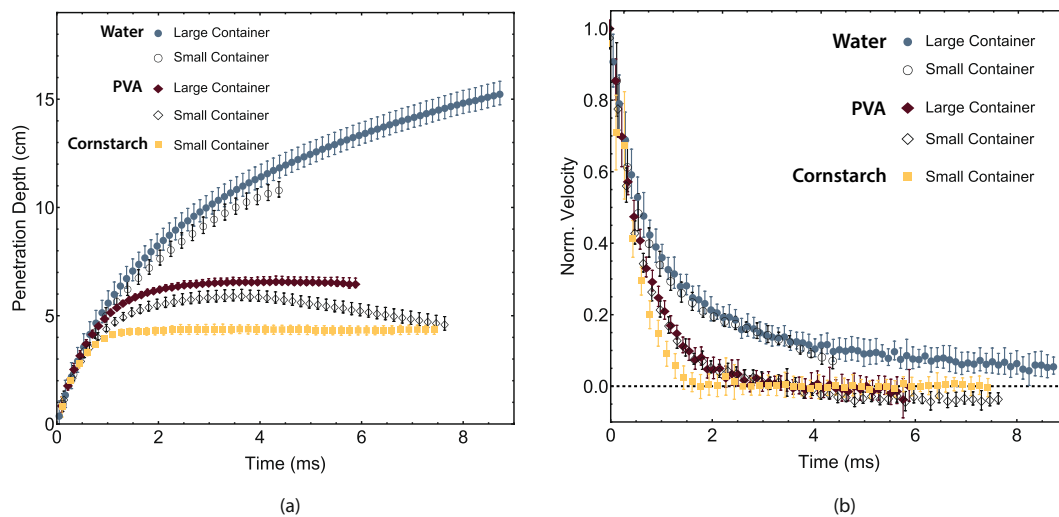 Water
Large Container
Small Container
PVA
Large Container
Small Container
Cornstarch
Small Container
Penetration Depth (cm)
15
10
5
0
0 2 4 6 8
Time (ms)
(a)
Water
Large Container
Small Container
PVA
Large Container
Small Container
Cornstarch
Small Container
Norm. Velocity
1.0
0.8
0.6
0.4
0.2
0.0
0 2 4 6 8
Time (ms)
(b)